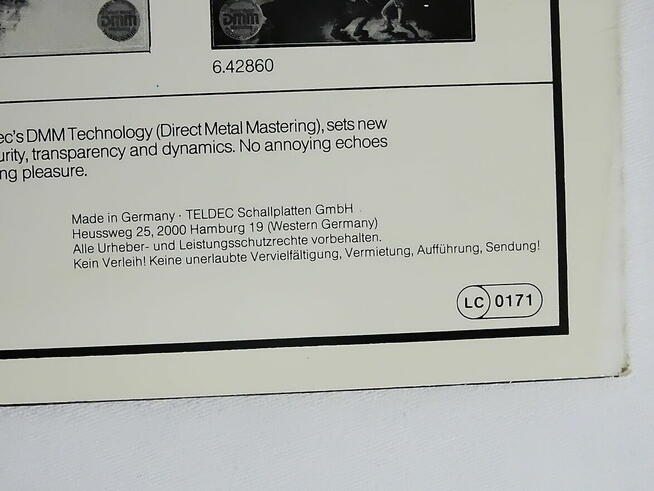 DMM
DMM
6.42860
ec's DMM Technology (Direct Metal Mastering), sets new
urity, transparency and dynamics. No annoying echoes
ng pleasure.
Made in Germany · TELDEC Schallplatten GmbH
Heussweg 25, 2000 Hamburg 19 (Western Germany)
Alle Urheber- und Leistungsschutzrechte vorbehalten.
Kein Verleih! Keine unerlaubte Vervielfältigung, Vermietung, Aufführung, Sendung!
LC 0171